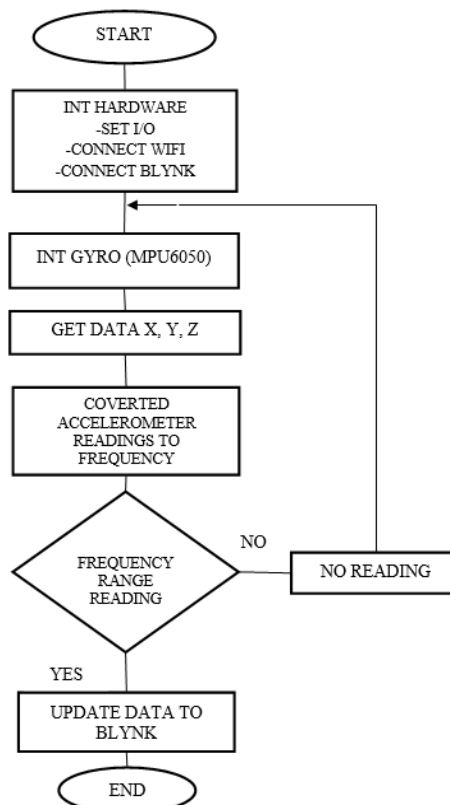 START
INT HARDWARE
-SET I/O
-CONNECT WIFI
-CONNECT BLYNK
INT GYRO (MPU6050)
GET DATA X, Y, Z
COVERTED
ACCELEROMETER
READINGS TO
FREQUENCY
FREQUENCY
RANGE
READING
NO
NO READING
YES
UPDATE DATA TO
BLYNK
END